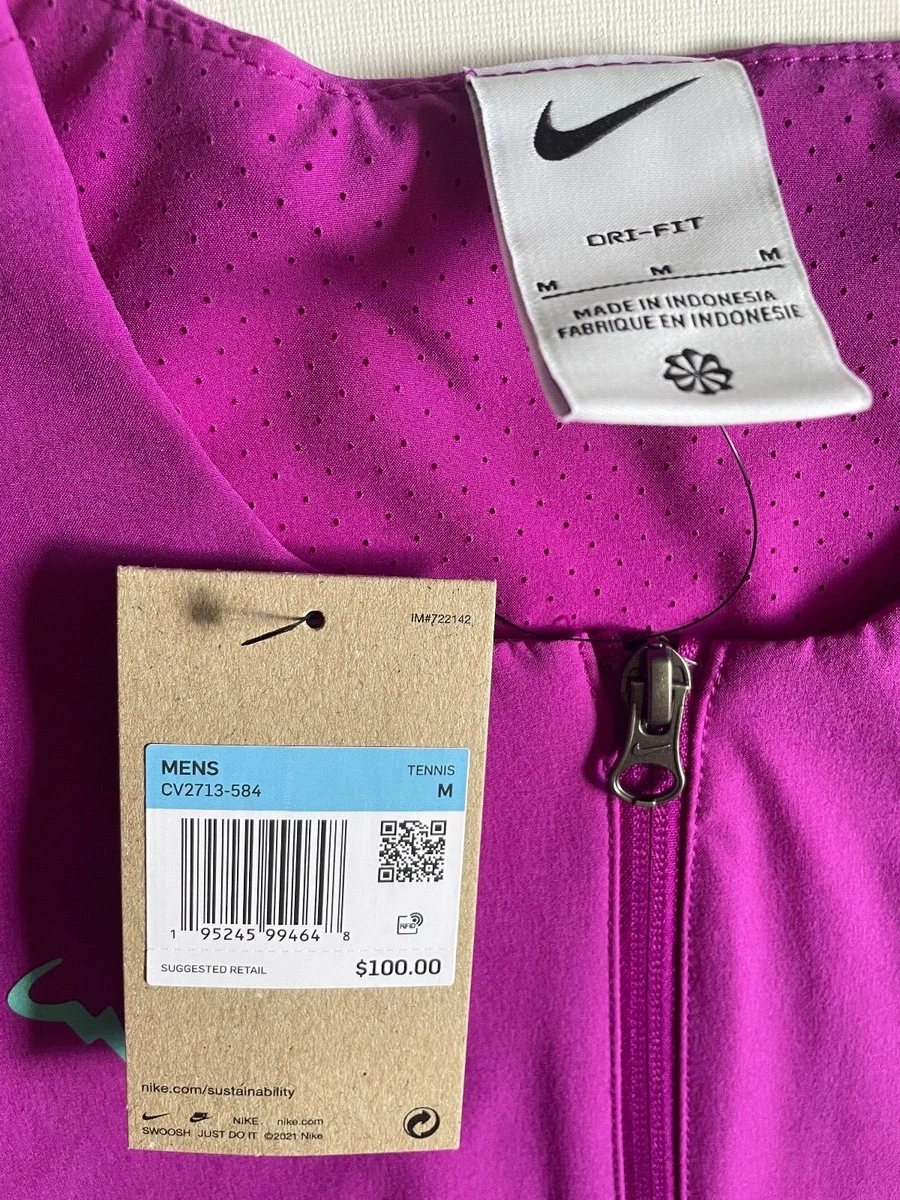 DRI-FIT
M M M
MADE IN INDONESIA
FABRIQUE EN INDONESIE
IM#722142
MENS TENNIS
CV2713-584 M
1 95245 99464 8
RFID
SUGGESTED RETAIL $100.00
nike.com/sustainability
NIKE. nike.com
SWOOSH JUST DO IT ©2021 Nike